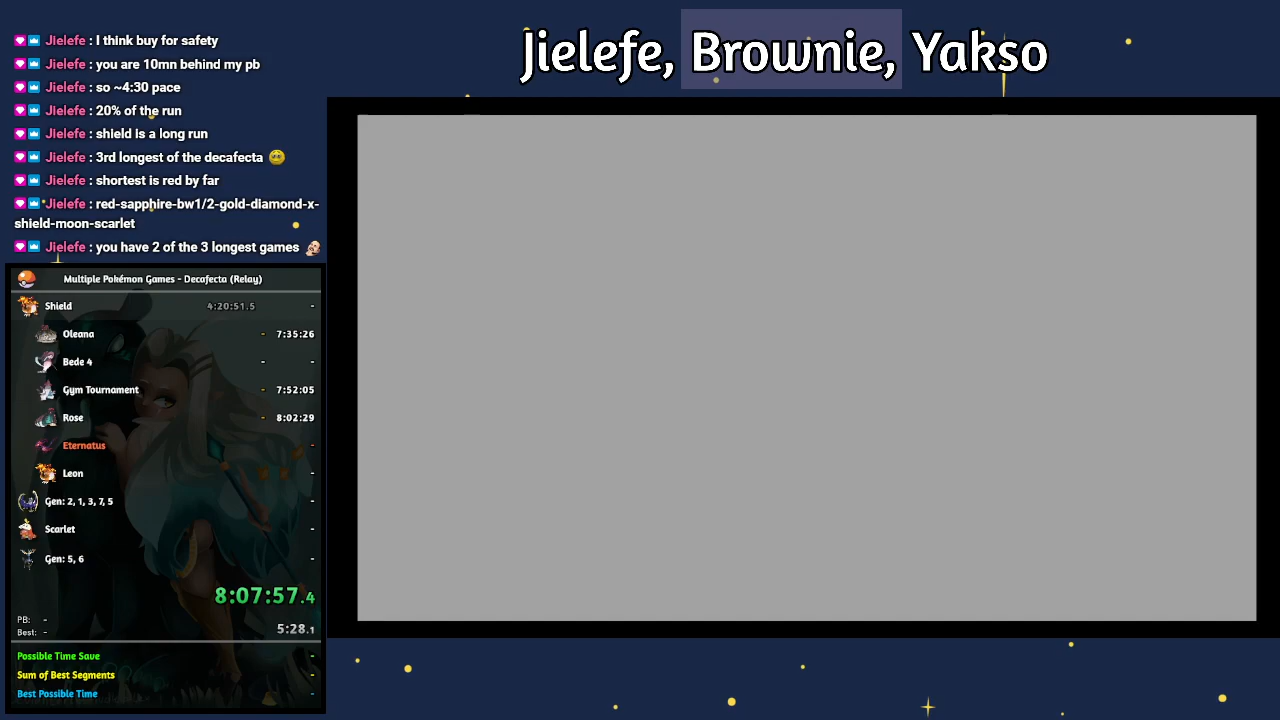 Jielefe, Brownie, Yakso
Jielefe : I think buy for safety
Jielefe : you are 10mn behind my pb
Jielefe : so ~4:30 pace
Jielefe : 20% of the run
Jielefe : shield is a long run
Jielefe : 3rd longest of the decafecta
Jielefe : shortest is red by far
Jielefe : red-sapphire-bw1/2-gold-diamond-x-
shield-moon-scarlet
Jielefe : you have 2 of the 3 longest games
Multiple Pokémon Games - Decafecta (Relay)
Shield 4:20:51.5 -
Oleana - 7:35:26
Bede 4 - -
Gym Tournament - 7:52:05
Rose - 8:02:29
Eternatus -
Leon -
Gen: 2, 1, 3, 7, 5 -
Scarlet -
Gen: 5, 6 -
8:07:57.4
PB: -
Best: - 5:28.1
Possible Time Save -
Sum of Best Segments -
Best Possible Time -